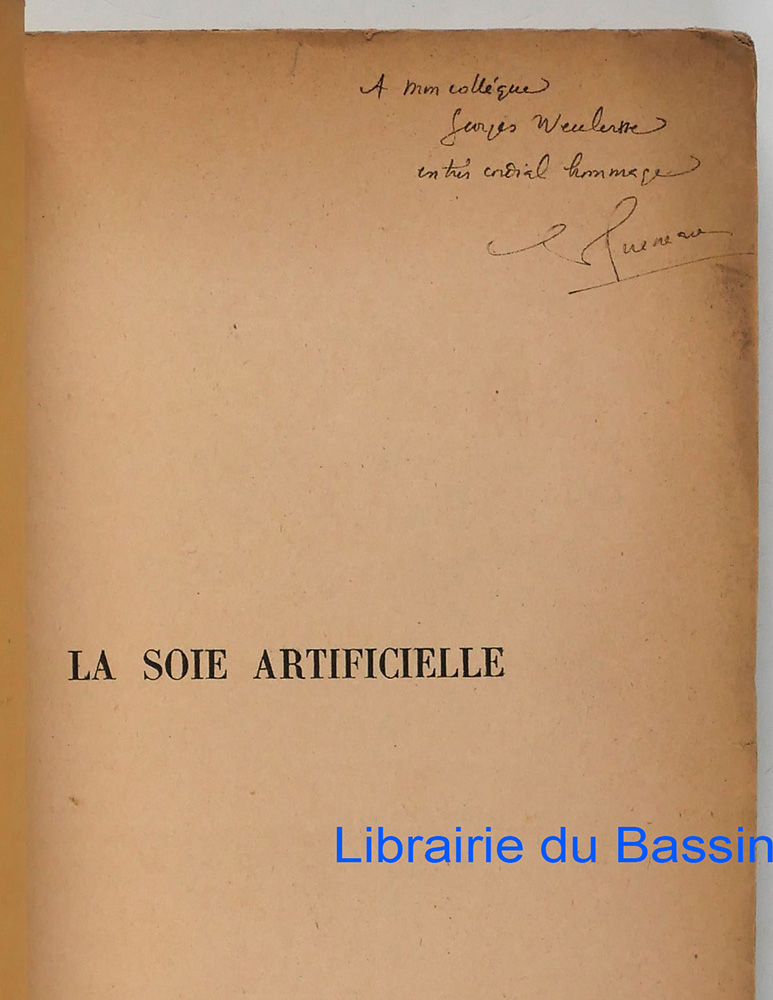 A mon collègue
Georges Weulersse
en très cordial hommage
LA SOIE ARTIFICIELLE
Librairie du Bassin